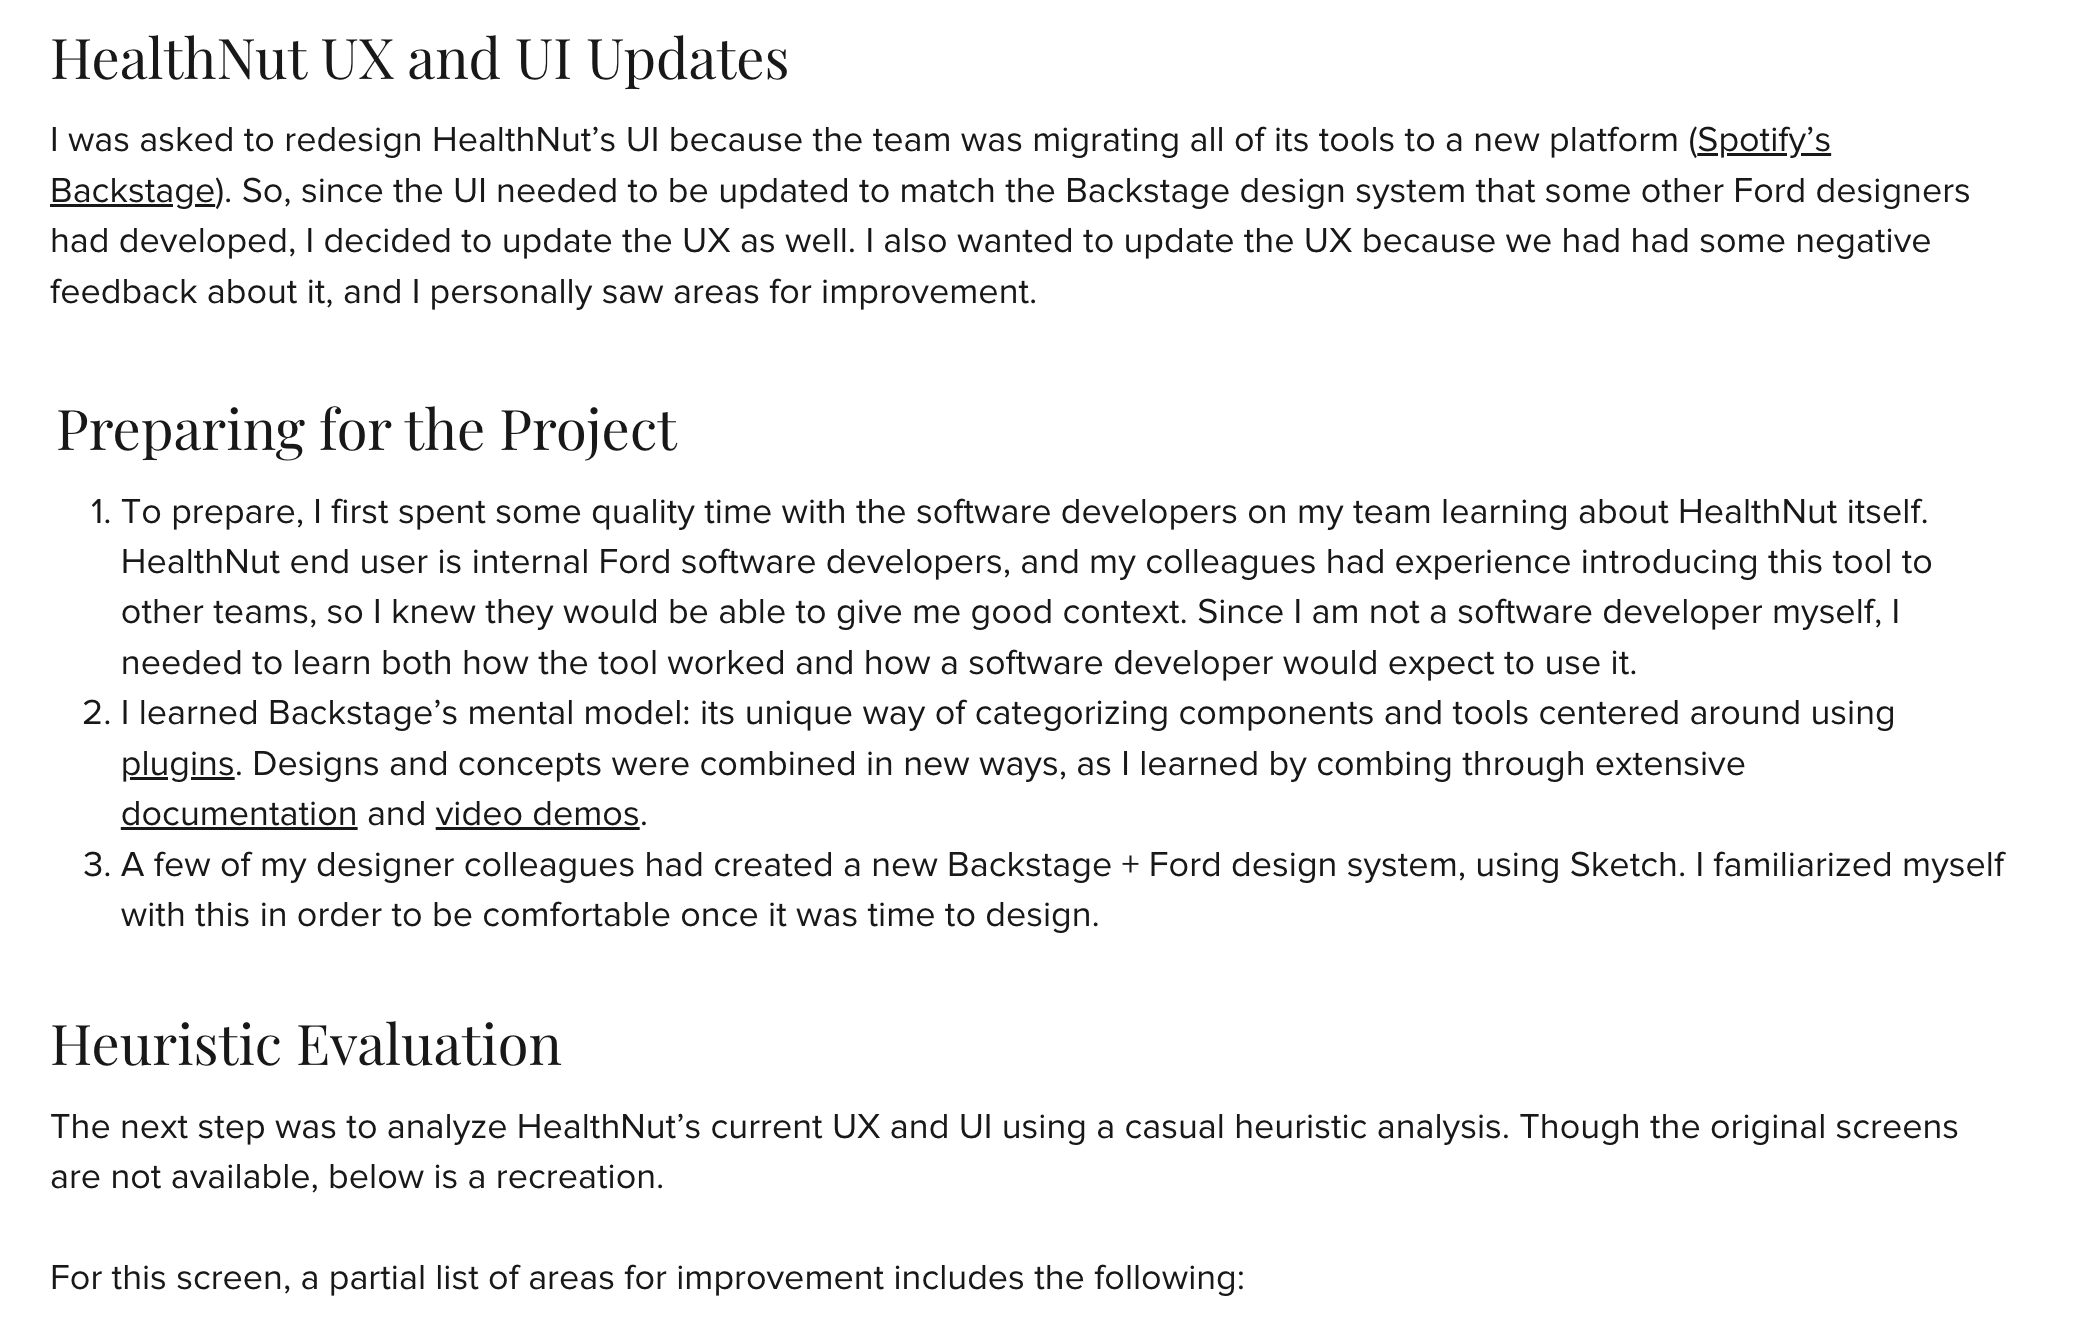 HealthNut UX and UI Updates
I was asked to redesign HealthNut’s UI because the team was migrating all of its tools to a new platform (Spotify’s
Backstage). So, since the UI needed to be updated to match the Backstage design system that some other Ford designers
had developed, I decided to update the UX as well. I also wanted to update the UX because we had had some negative
feedback about it, and I personally saw areas for improvement.
Preparing for the Project
1. To prepare, I first spent some quality time with the software developers on my team learning about HealthNut itself.
HealthNut end user is internal Ford software developers, and my colleagues had experience introducing this tool to
other teams, so I knew they would be able to give me good context. Since I am not a software developer myself, I
needed to learn both how the tool worked and how a software developer would expect to use it.
2. I learned Backstage’s mental model: its unique way of categorizing components and tools centered around using
plugins. Designs and concepts were combined in new ways, as I learned by combing through extensive
documentation and video demos.
3. A few of my designer colleagues had created a new Backstage + Ford design system, using Sketch. I familiarized myself
with this in order to be comfortable once it was time to design.
Heuristic Evaluation
The next step was to analyze HealthNut’s current UX and UI using a casual heuristic analysis. Though the original screens
are not available, below is a recreation.
For this screen, a partial list of areas for improvement includes the following: